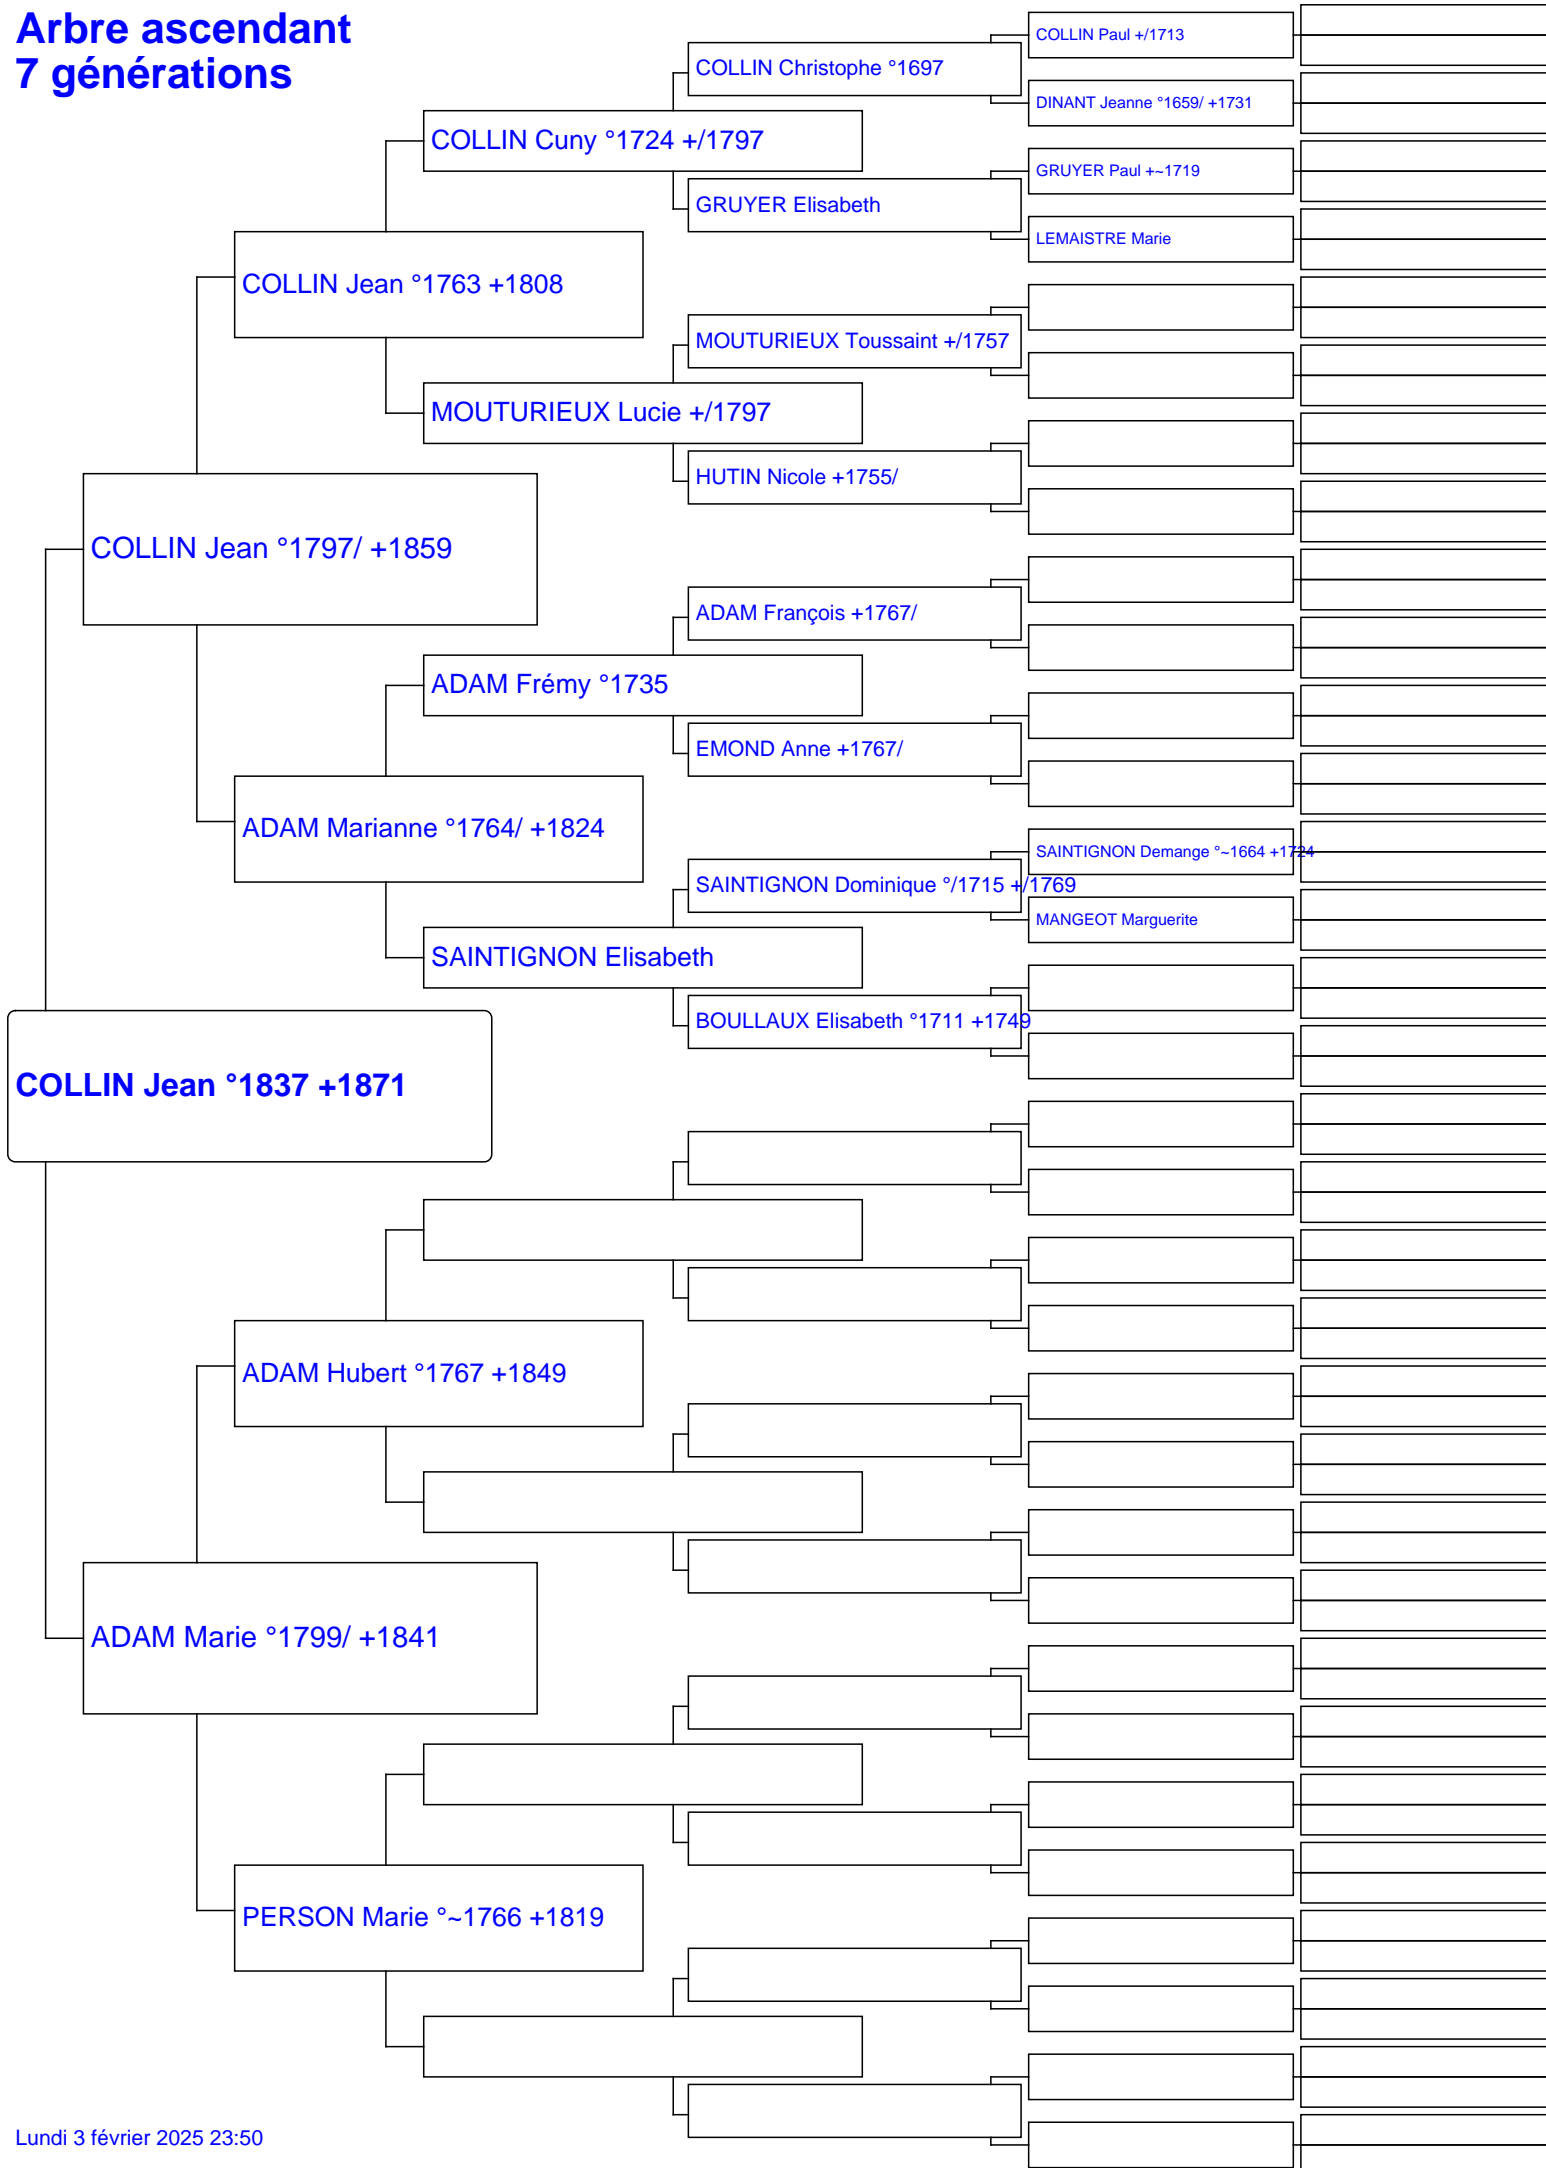 Arbre ascendant
7 générations
COLLIN Paul +/1713
COLLIN Christophe °1697
DINANT Jeanne °1659/ +1731
COLLIN Cuny °1724 +/1797
GRUYER Paul +~1719
GRUYER Elisabeth
LEMAISTRE Marie
COLLIN Jean °1763 +1808
MOUTURIEUX Toussaint +/1757
MOUTURIEUX Lucie +/1797
HUTIN Nicole +1755/
COLLIN Jean °1797/ +1859
ADAM François +1767/
ADAM Frémy °1735
EMOND Anne +1767/
ADAM Marianne °1764/ +1824
SAINTIGNON Demange °~1664 +1724
SAINTIGNON Dominique °/1715 +/1769
MANGEOT Marguerite
SAINTIGNON Elisabeth
BOULLAUX Elisabeth °1711 +1749
COLLIN Jean °1837 +1871
ADAM Hubert °1767 +1849
ADAM Marie °1799/ +1841
PERSON Marie °~1766 +1819
Lundi 3 février 2025 23:50